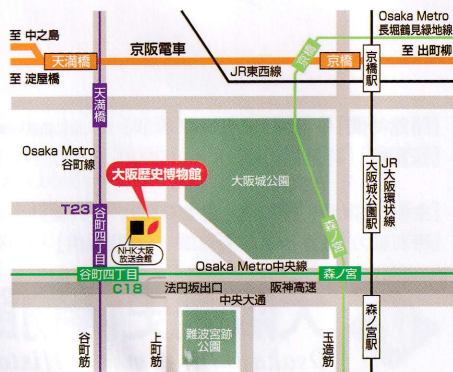 Osaka Metro
長堀鶴見緑地線
至 中之島
京阪電車
至 出町柳
天満橋
京橋
京橋
京橋駅
至 淀屋橋
JR東西線
天満橋
Osaka Metro
谷町線
大阪歴史博物館
大阪城公園
大阪城公園駅
JR大阪環状線
T23
谷町四丁目
NHK大阪
放送会館
森ノ宮
Osaka Metro中央線
谷町四丁目
森ノ宮
C18
法円坂出口
阪神高速
中央大通
森ノ宮駅
難波宮跡
公園
谷町筋
上町筋
玉造筋